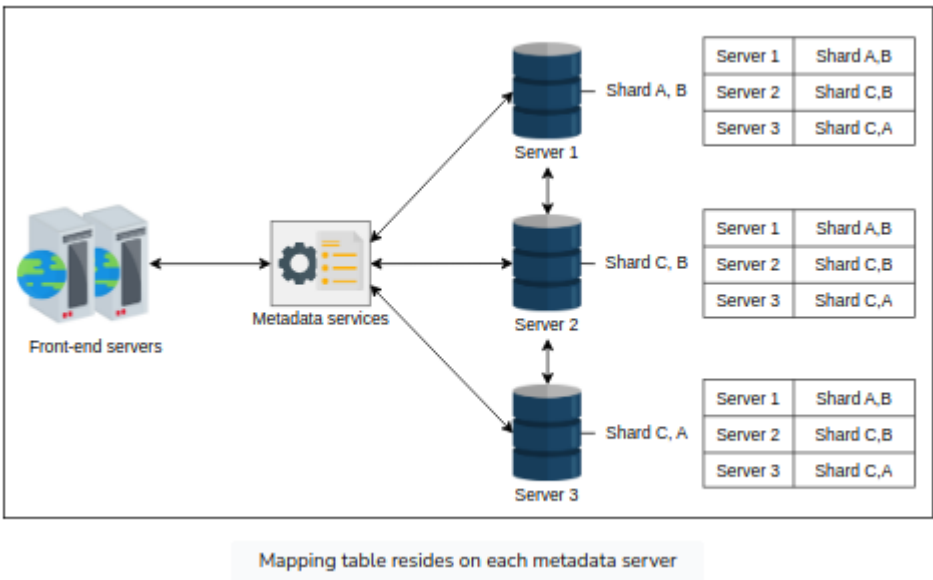 Server 1 Shard A,B
Server 2 Shard C,B
Server 3 Shard C,A
Shard A, B
Server 1
Server 1 Shard A,B
Server 2 Shard C,B
Server 3 Shard C,A
Shard C, B
Metadata services
Server 2
Front-end servers
Server 1 Shard A,B
Server 2 Shard C,B
Server 3 Shard C,A
Shard C, A
Server 3
Mapping table resides on each metadata server